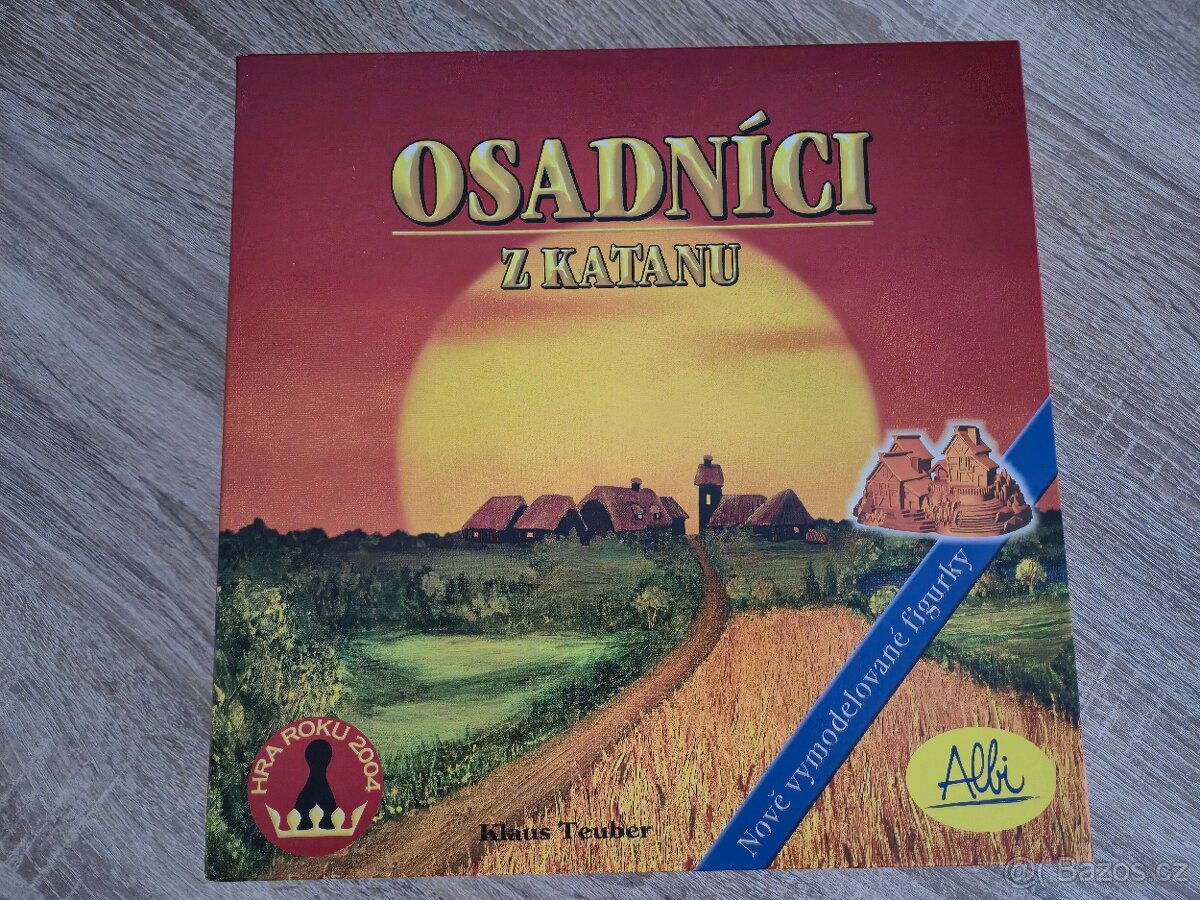 OSADNÍCI
Z KATANU
Nově vymodelované figurky
HRA ROKU 2004
Albi
Klaus Teuber
@( Bazos.cz